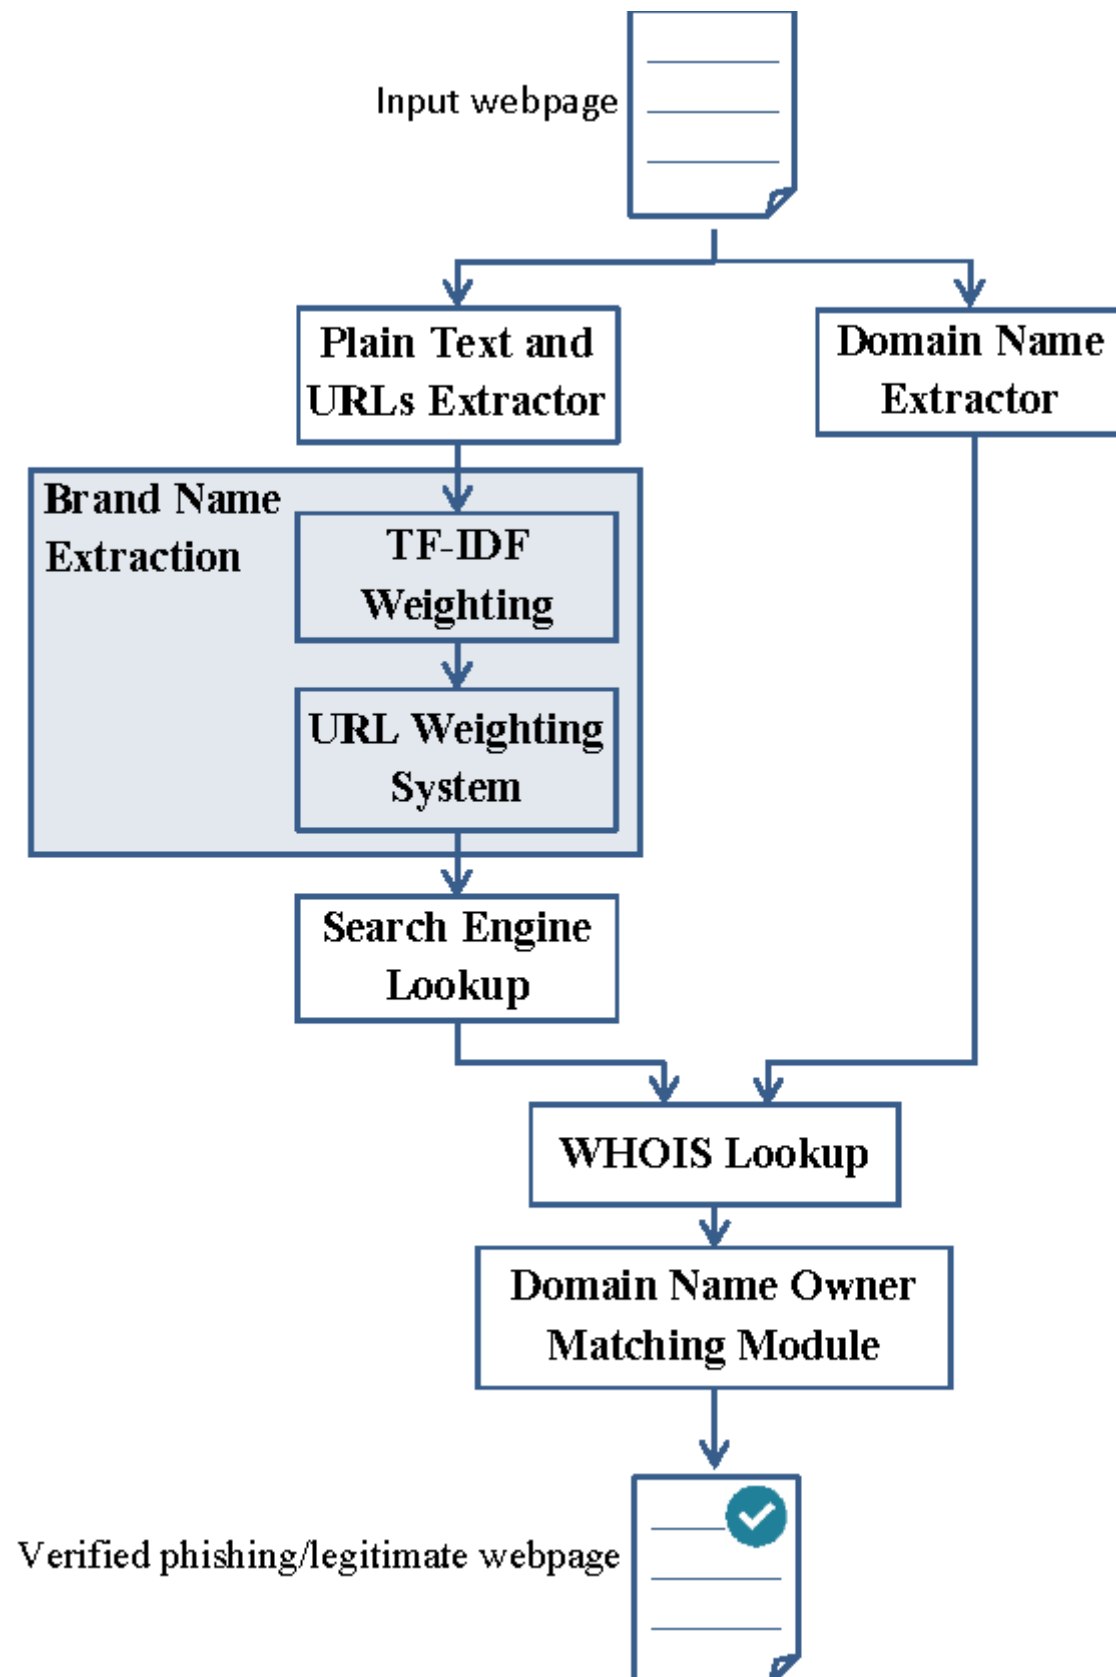 Input webpage
Plain Text and
URLs Extractor
Domain Name
Extractor
Brand Name
Extraction
TF-IDF
Weighting
URL Weighting
System
Search Engine
Lookup
WHOIS Lookup
Domain Name Owner
Matching Module
Verified phishing/legitimate webpage